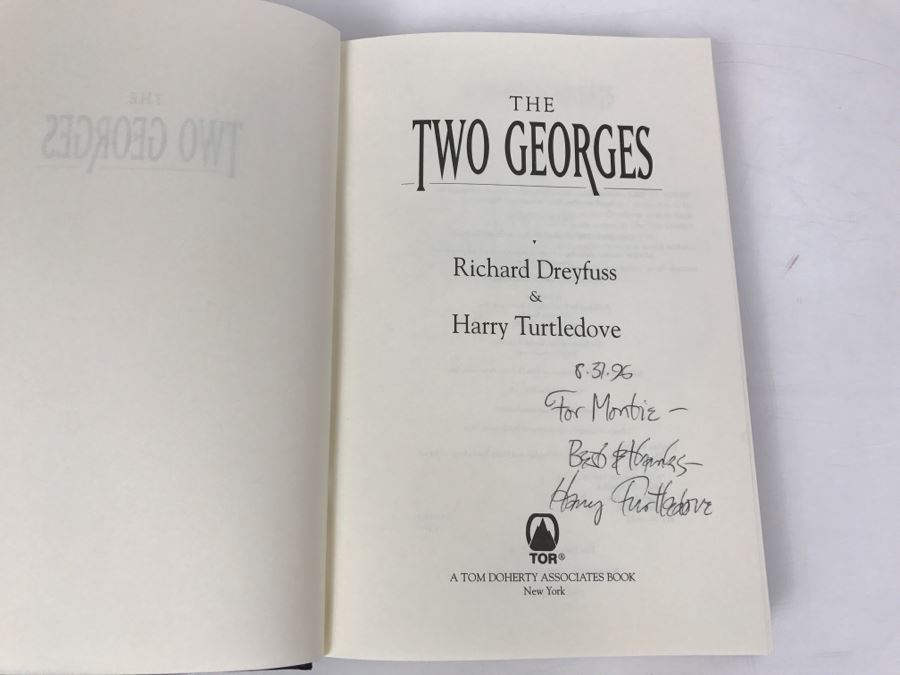 THE
TWO GEORGES
Richard Dreyfuss
&
Harry Turtledove
8·31·96
For Montie —
Best & thanks—
Harry Turtledove
TOR®
A TOM DOHERTY ASSOCIATES BOOK
New York